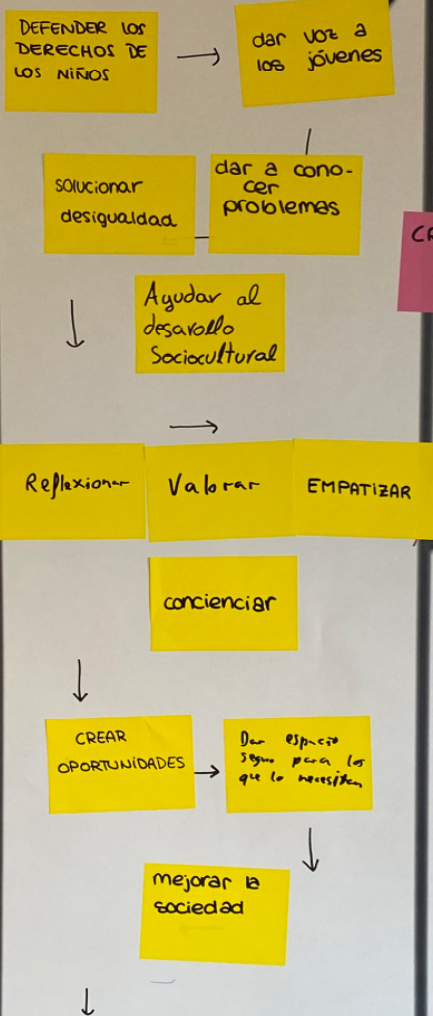 DEFENDER LOS
DERECHOS DE
LOS NIÑOS
dar voz a
los jóvenes
solucionar
desigualdad
dar a cono-
cer
problemas
CR
Ayudar al
desarollo
Sociocultural
Reflexionar
Valorar
EMPATIZAR
concienciar
CREAR
OPORTUNIDADES
Dar espacio
seguro para los
que lo necesiten
mejorar la
sociedad